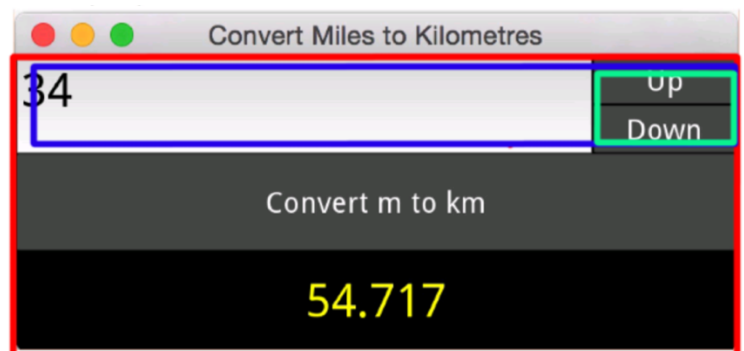 Convert Miles to Kilometres
34
Up
Down
Convert m to km
54.717